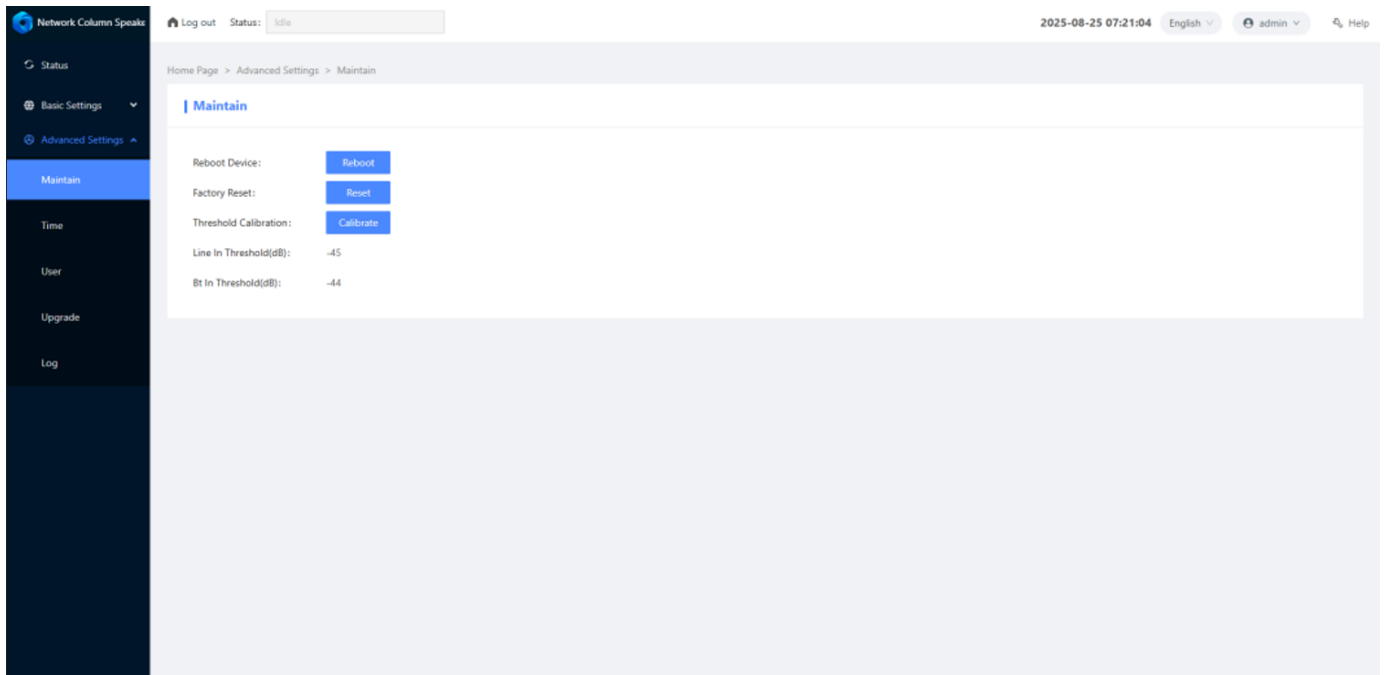 Network Column Speake
Log out Status: Idle
2025-08-25 07:21:04 English admin Help
Status
Basic Settings
Advanced Settings
Maintain
Time
User
Upgrade
Log
Home Page > Advanced Settings > Maintain
Maintain
Reboot Device: Reboot
Factory Reset: Reset
Threshold Calibration: Calibrate
Line In Threshold(dB): -45
Bt In Threshold(dB): -44